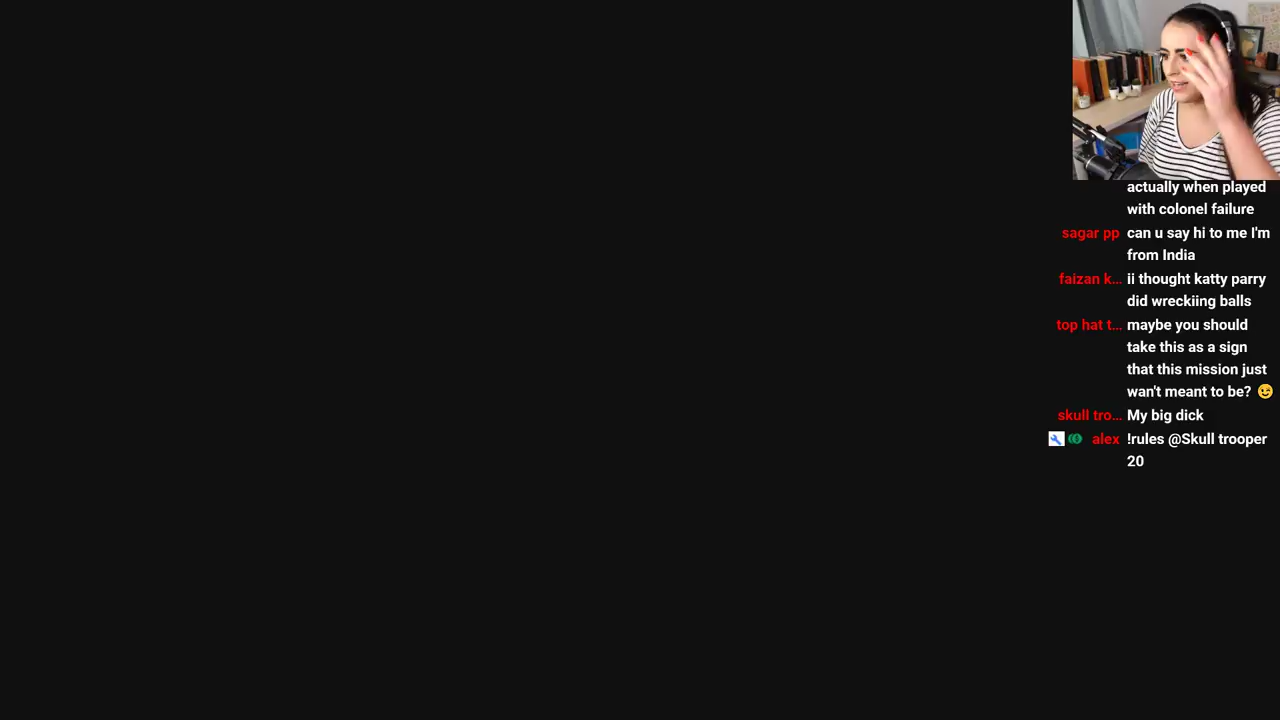 actually when played
with colonel failure
sagar pp can u say hi to me I'm
from India
faizan k... ii thought katty parry
did wreckiing balls
top hat t... maybe you should
take this as a sign
that this mission just
wan't meant to be? 😉
skull tro... My big dick
alex !rules @Skull trooper
20